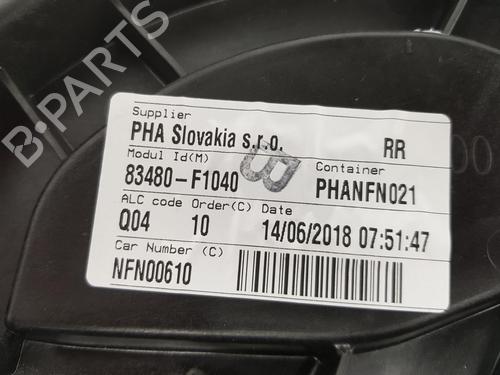 Supplier
PHA Slovakia s.r.o. RR
Modul Id(M) Container
83480-F1040 PHANFN021
B
ALC code Order(C) Date
Q04 10 14/06/2018 07:51:47
Car Number (C)
NFN00610